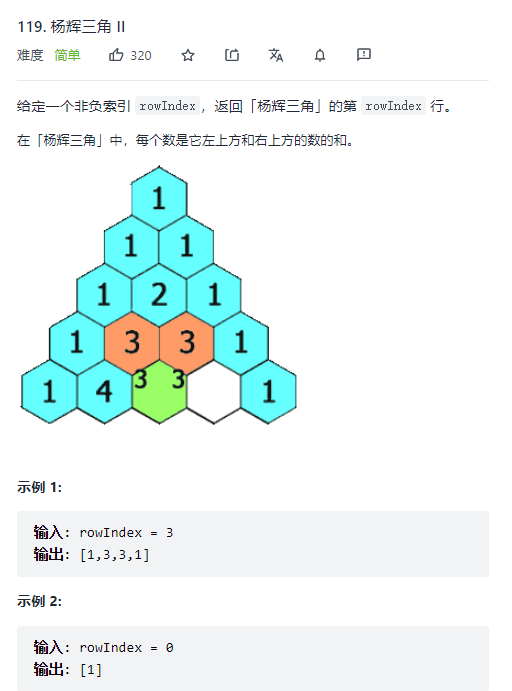 119. 杨辉三角 II
难度 简单 320
给定一个非负索引 rowIndex，返回「杨辉三角」的第 rowIndex 行。
在「杨辉三角」中，每个数是它左上方和右上方的数的和。
1
1 1
1 2 1
1 3 3 1
1 4 3 3 1
示例 1:
输入: rowIndex = 3
输出: [1,3,3,1]
示例 2:
输入: rowIndex = 0
输出: [1]